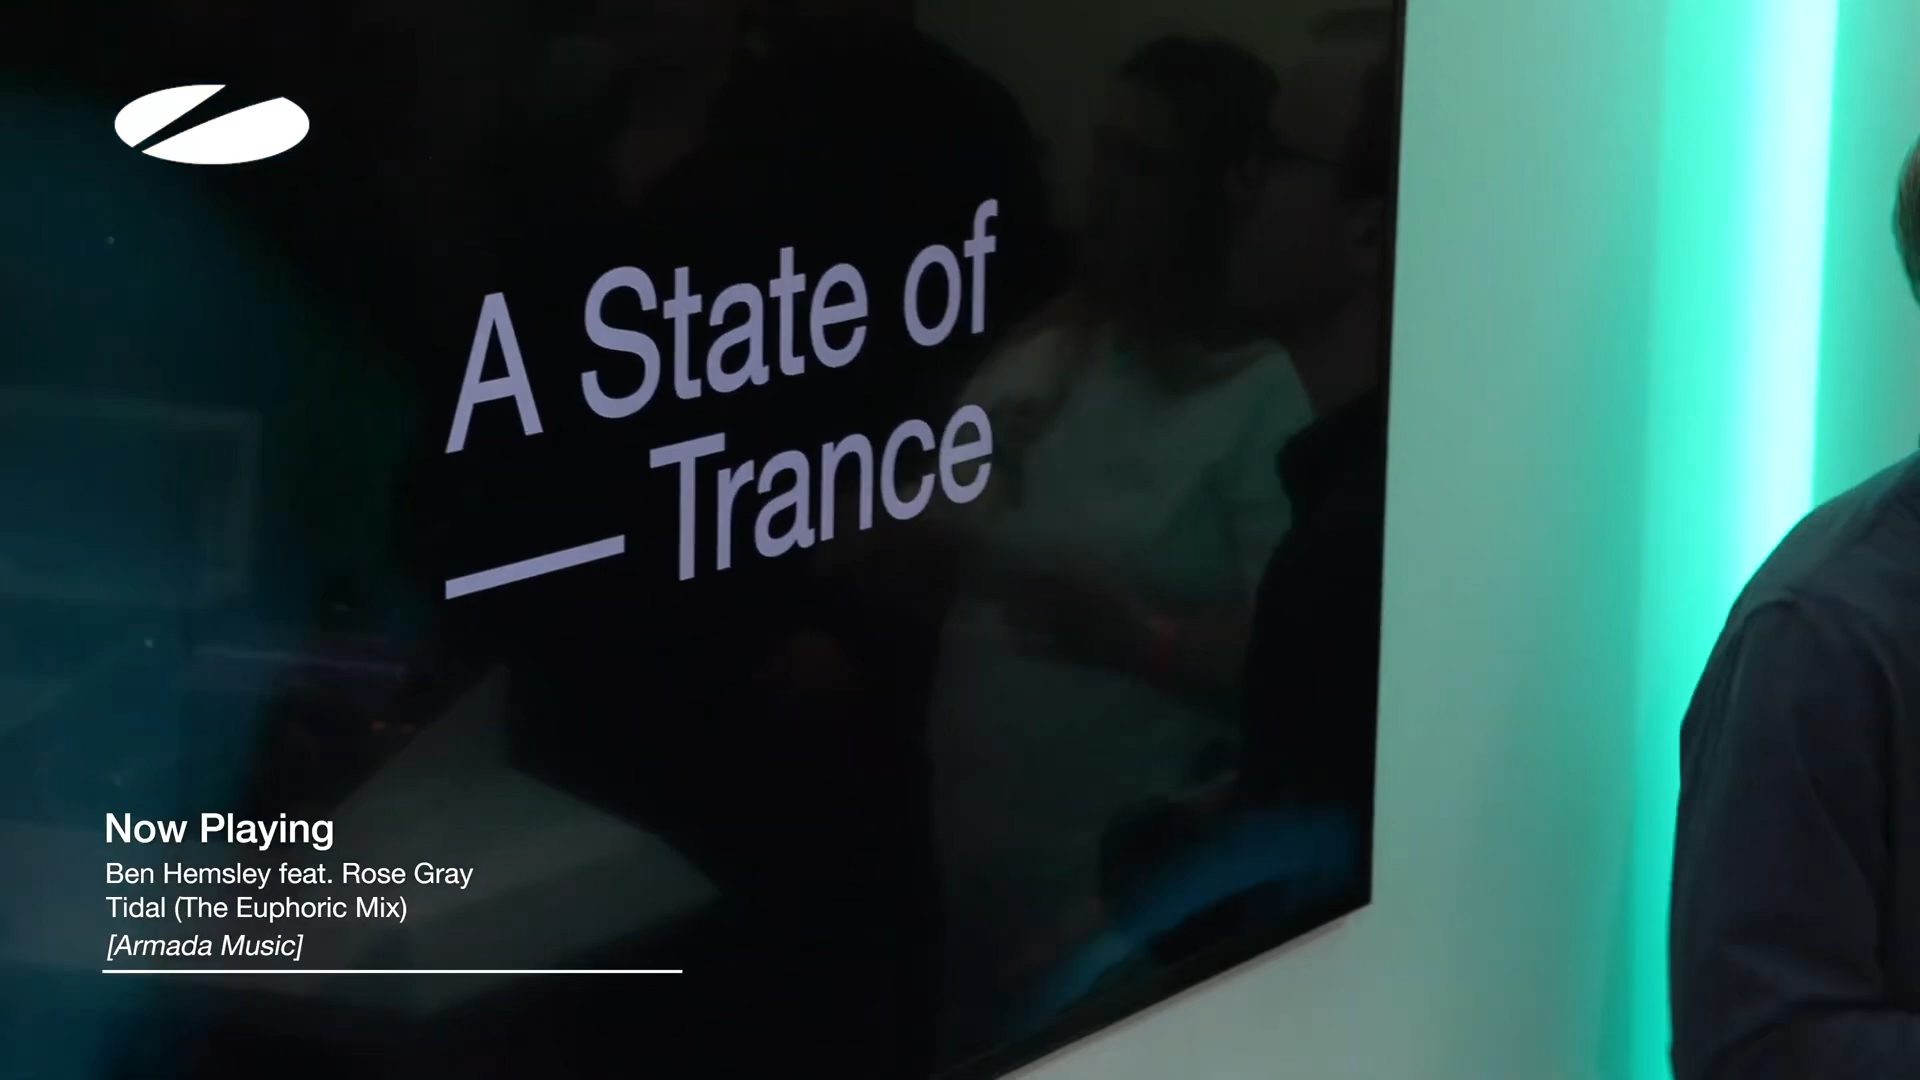 A State of
— Trance
Now Playing
Ben Hemsley feat. Rose Gray
Tidal (The Euphoric Mix)
[Armada Music]